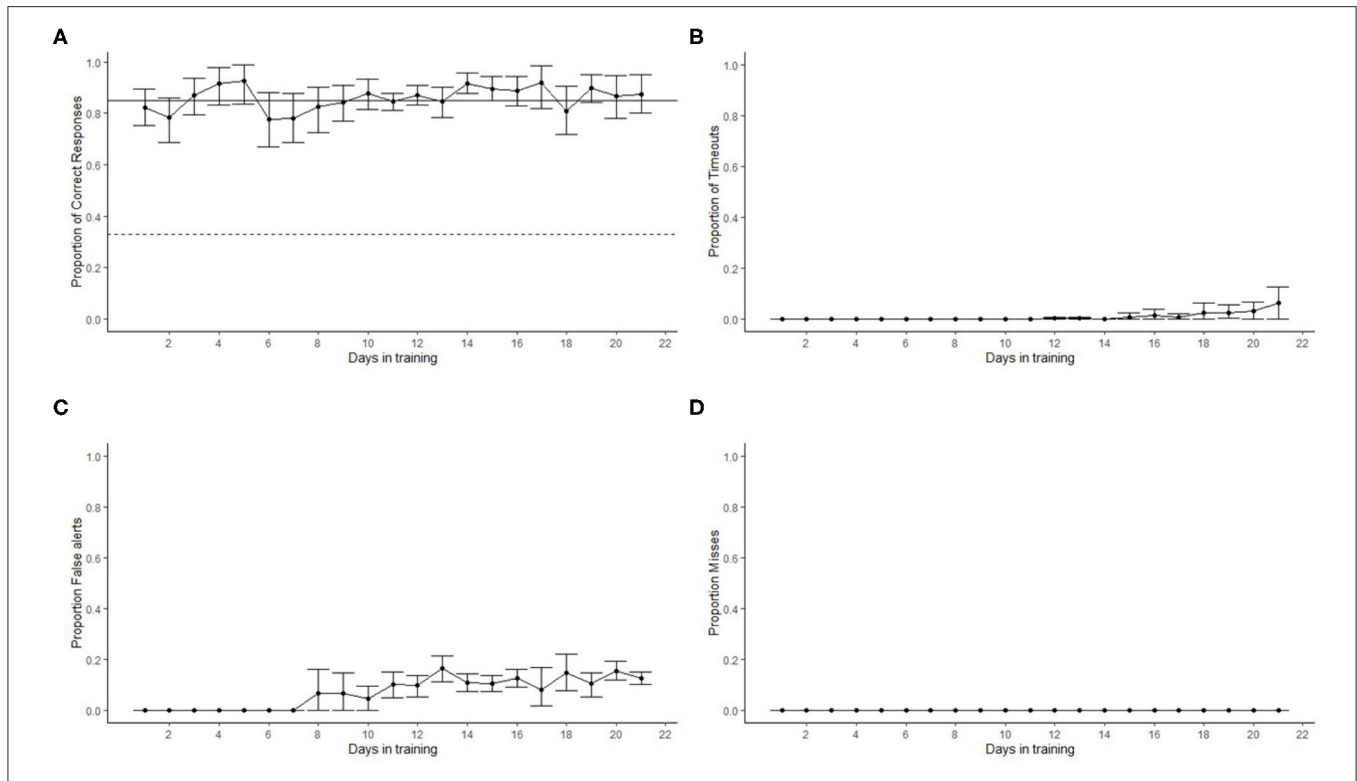 A
Proportion of Correct Responses
1.0
0.8
0.6
0.4
0.2
0.0
2 4 6 8 10 12 14 16 18 20 22
Days in training
B
Proportion of Timeouts
1.0
0.8
0.6
0.4
0.2
0.0
2 4 6 8 10 12 14 16 18 20 22
Days in training
C
Proportion False alerts
1.0
0.8
0.6
0.4
0.2
0.0
2 4 6 8 10 12 14 16 18 20 22
Days in training
D
Proportion Misses
1.0
0.8
0.6
0.4
0.2
0.0
2 4 6 8 10 12 14 16 18 20 22
Days in training